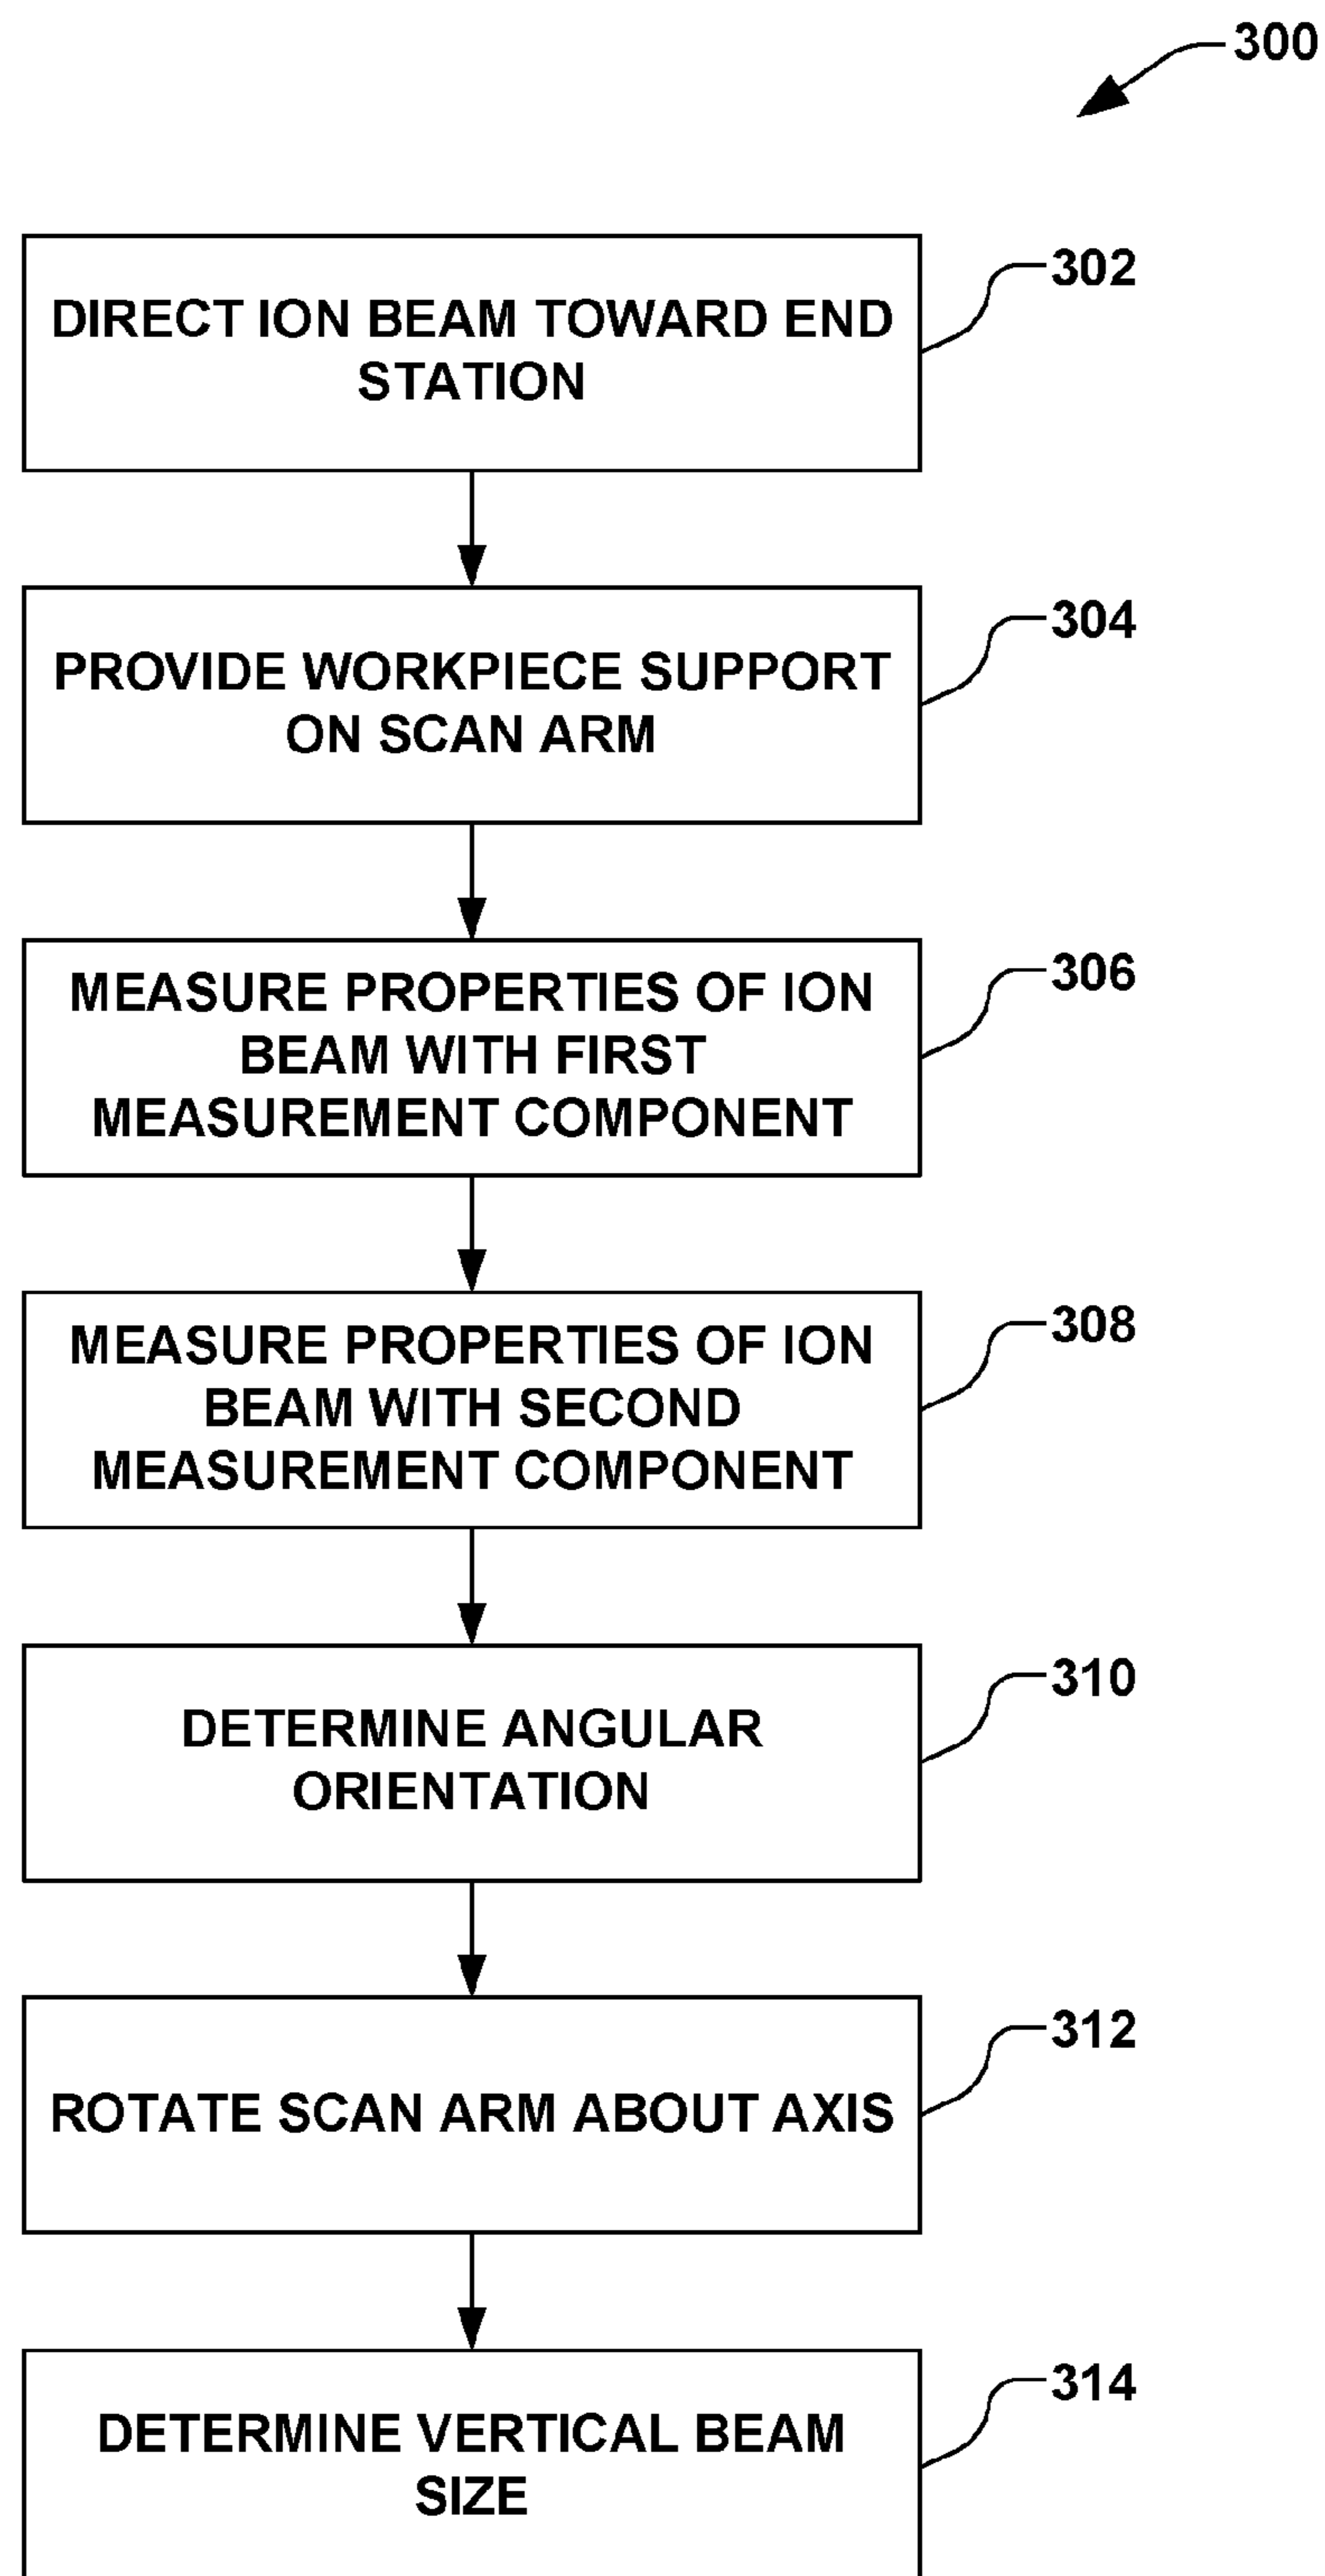 300
302
DIRECT ION BEAM TOWARD END
STATION
304
PROVIDE WORKPIECE SUPPORT
ON SCAN ARM
306
MEASURE PROPERTIES OF ION
BEAM WITH FIRST
MEASUREMENT COMPONENT
308
MEASURE PROPERTIES OF ION
BEAM WITH SECOND
MEASUREMENT COMPONENT
310
DETERMINE ANGULAR
ORIENTATION
312
ROTATE SCAN ARM ABOUT AXIS
314
DETERMINE VERTICAL BEAM
SIZE